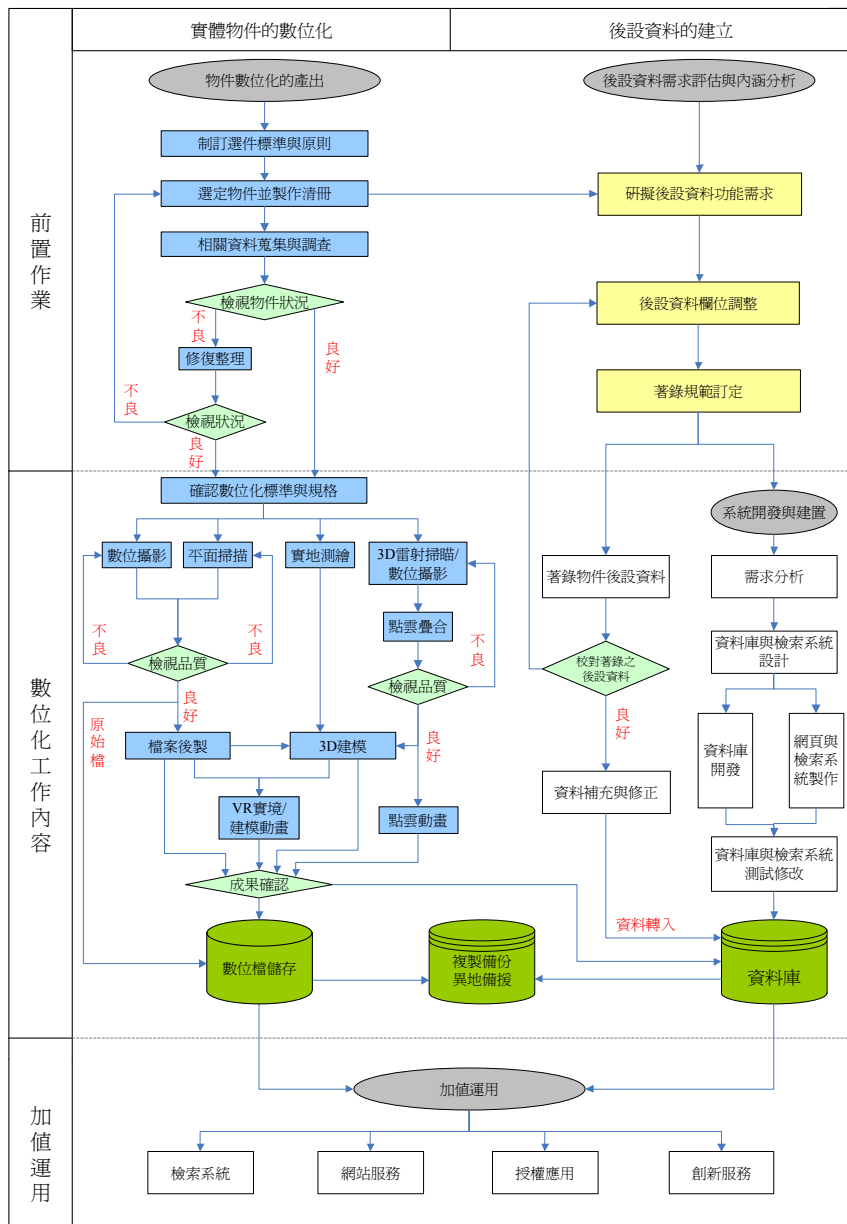 實體物件的數位化
後設資料的建立
前置作業
物件數位化的產出
後設資料需求評估與內涵分析
制訂選件標準與原則
選定物件並製作清冊
研擬後設資料功能需求
相關資料蒐集與調查
檢視物件狀況
後設資料欄位調整
不良
良好
修復整理
不良
著錄規範訂定
檢視狀況
良好
數位化工作內容
確認數位化標準與規格
系統開發與建置
數位攝影
平面掃描
實地測繪
3D雷射掃瞄/
數位攝影
著錄物件後設資料
需求分析
點雲疊合
不良
不良
不良
檢視品質
校對著錄之
後設資料
資料庫與檢索系統
設計
檢視品質
良好
原始檔
良好
良好
檔案後製
3D建模
資料庫
開發
網頁與
檢索系
統製作
資料補充與修正
VR實境/
建模動畫
點雲動畫
資料庫與檢索系統
測試修改
成果確認
資料轉入
數位檔儲存
複製備份
異地備援
資料庫
加值運用
加值運用
檢索系統
網站服務
授權應用
創新服務